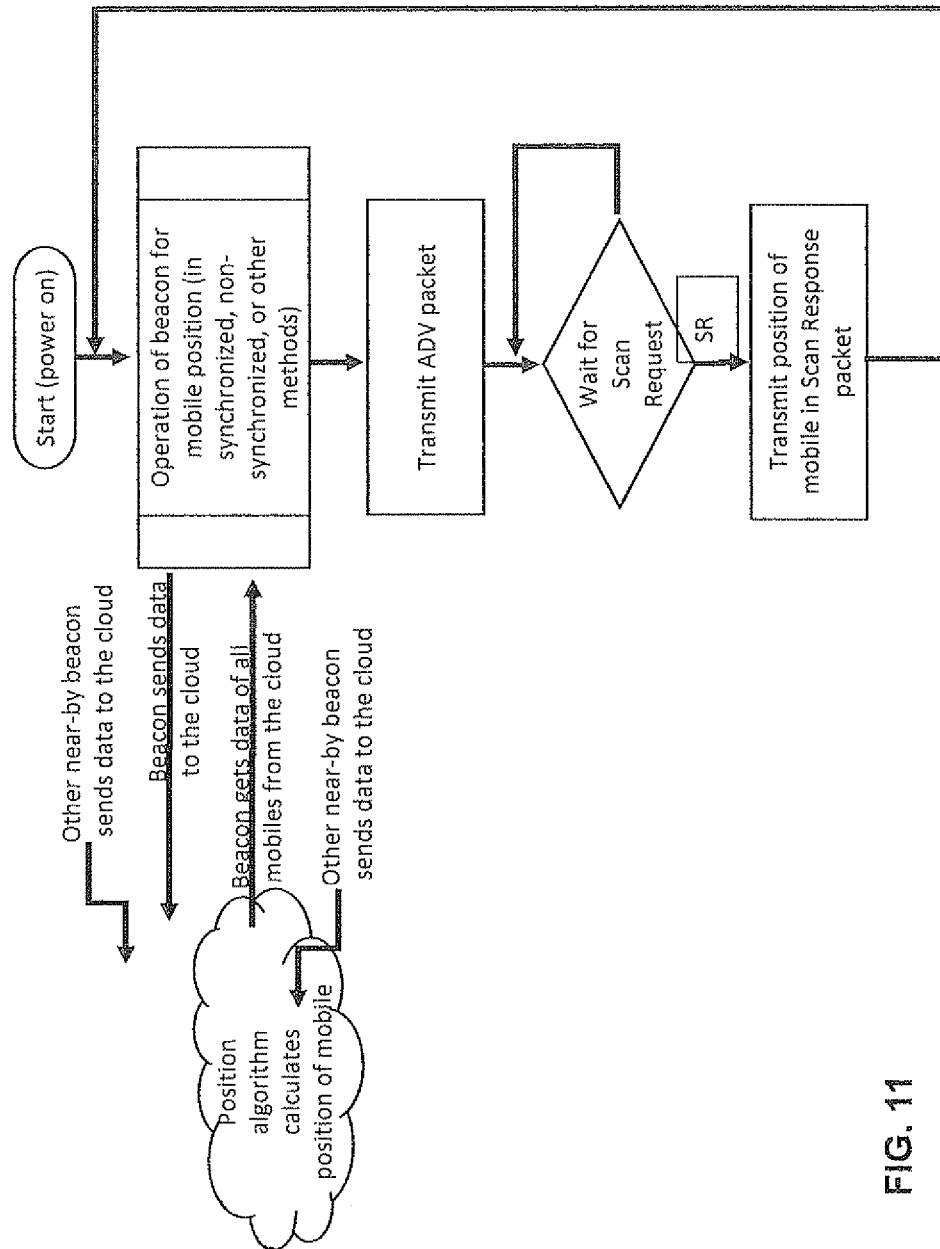 Start (power on)
Operation of beacon for
mobile position (in
synchronized, non-
synchronized, or other
methods)
Transmit ADV packet
Wait for
Scan
Request
SR
Transmit position of
mobile in Scan Response
packet
Other near-by beacon
sends data to the cloud
Beacon sends data
to the cloud
Beacon gets data of all
mobiles from the cloud
Other near-by beacon
sends data to the cloud
Position
algorithm
calculates
position of mobile
FIG. 11